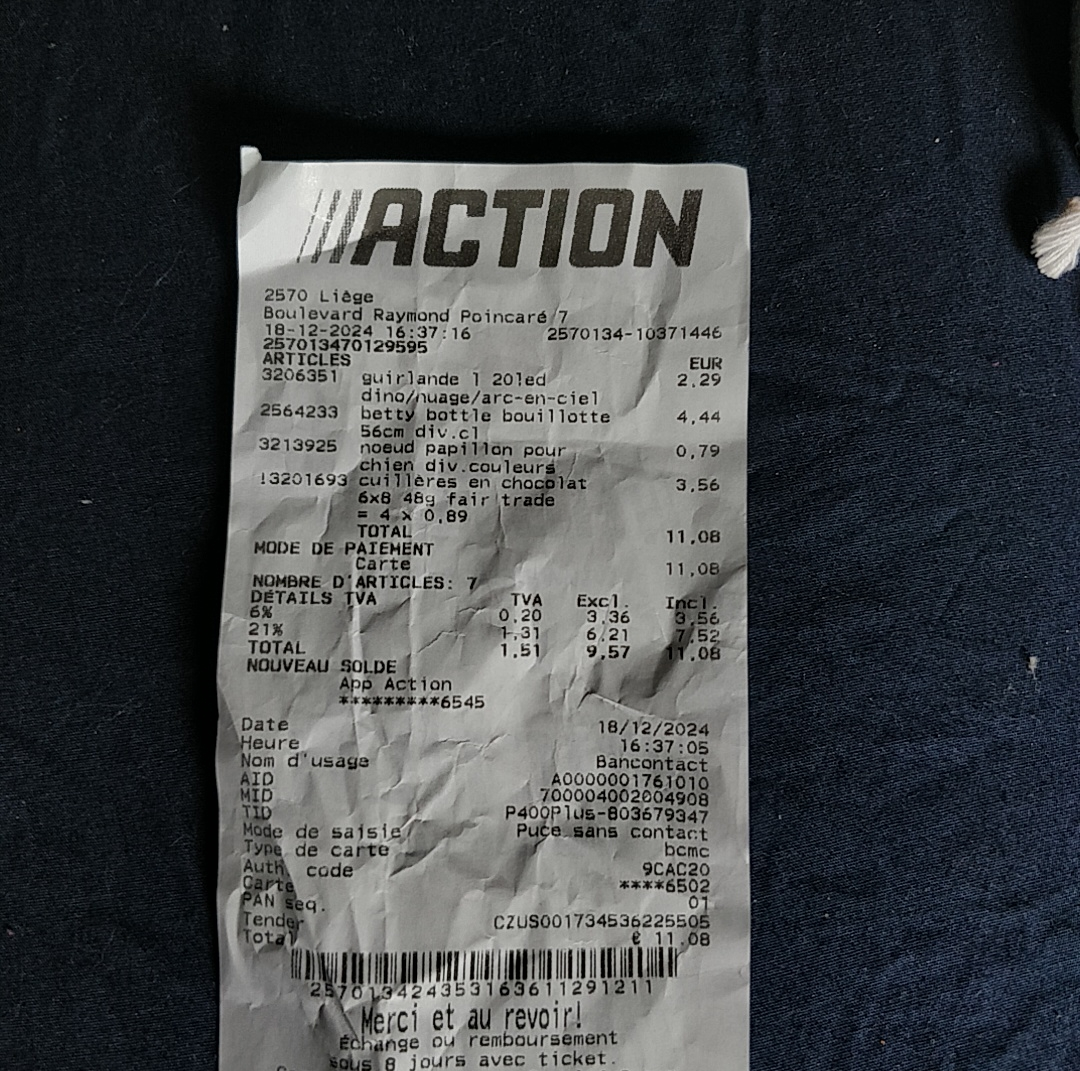 ACTION
2570 Liège
Boulevard Raymond Poincaré 7
18-12-2024 16:37:16 2570134-10371446
257013470129595
ARTICLES EUR
3206351 guirlande l 20led 2,29
dino/nuage/arc-en-ciel
2564233 betty bottle bouillotte 4,44
56cm div.cl
3213925 noeud papillon pour 0,79
chien div.couleurs
!3201693 cuillères en chocolat 3,56
6x8 48g fair trade
= 4 x 0,89
TOTAL 11,08
MODE DE PAIEMENT
Carte 11,08
NOMBRE D'ARTICLES: 7
DÉTAILS TVA TVA Excl. Incl.
6% 0,20 3,36 3,56
21% 1,31 6,21 7,52
TOTAL 1,51 9,57 11,08
NOUVEAU SOLDE
App Action
*********6545
Date 18/12/2024
Heure 16:37:05
Nom d'usage Bancontact
AID A0000001761010
MID 700004002004908
TID P400Plus-803679347
Mode de saisie Puce sans contact
Type de carte bcmc
Auth. code 9CAC20
Carte ****6502
PAN seq. 01
Tender CZUS001734536225505
Total € 11,08
257013424353163611291211
Merci et au revoir!
Échange ou remboursement
sous 8 jours avec ticket.